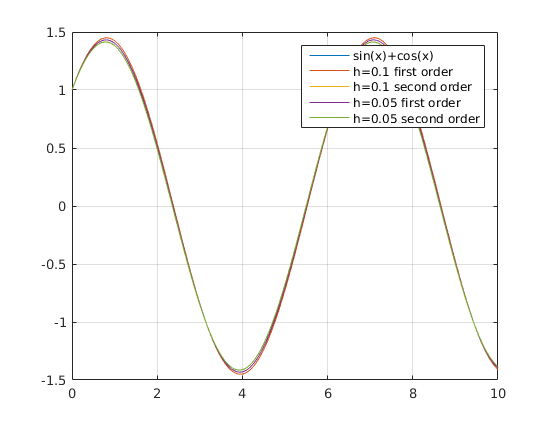 1.5
sin(x)+cos(x)
h=0.1 first order
h=0.1 second order
h=0.05 first order
h=0.05 second order
1
0.5
0
-0.5
-1
-1.5
0 2 4 6 8 10